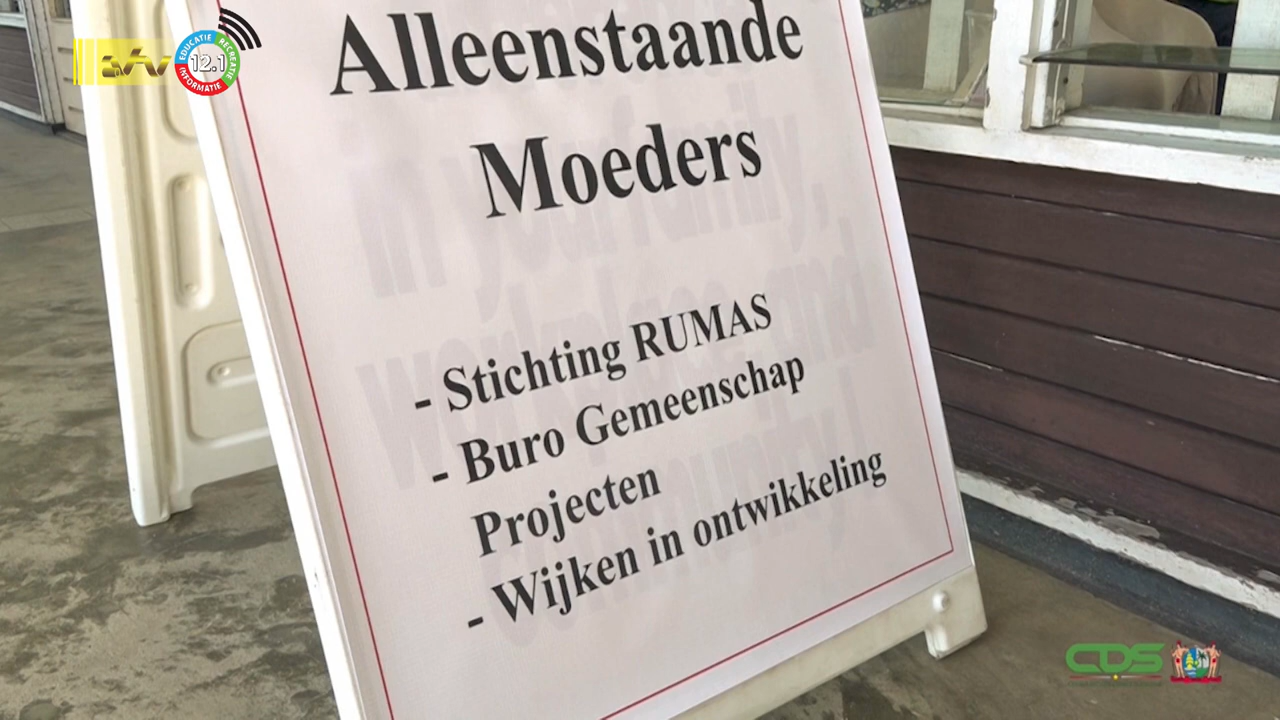 Alleenstaande
Moeders
- Stichting RUMAS
- Buro Gemeenschap
Projecten
- Wijken in ontwikkeling
EDUCATIE
RECREATIE
INFORMATIE
12.1
CDS